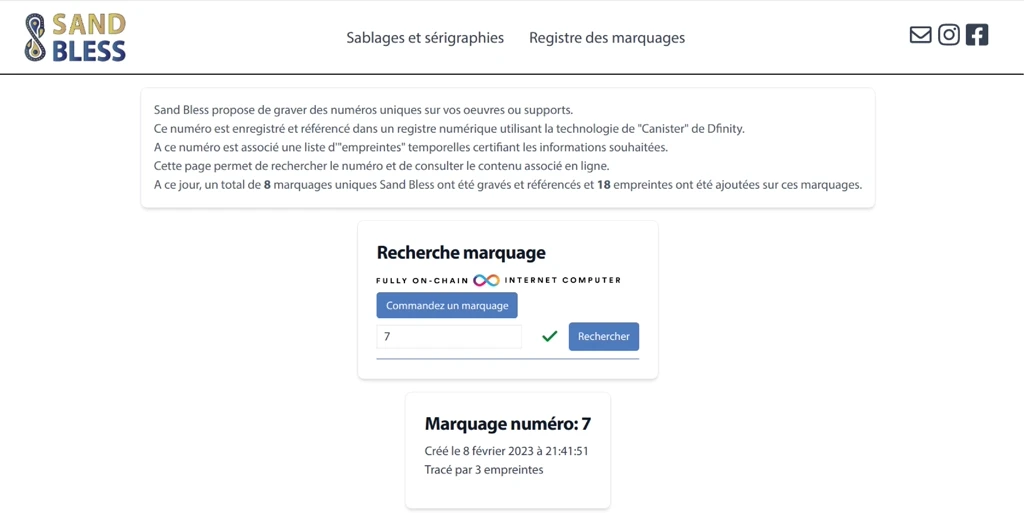 SAND
BLESS
Sablages et sérigraphies
Registre des marquages
Sand Bless propose de graver des numéros uniques sur vos oeuvres ou supports.
Ce numéro est enregistré et référencé dans un registre numérique utilisant la technologie de "Canister" de Dfinity.
A ce numéro est associé une liste d'"empreintes" temporelles certifiant les informations souhaitées.
Cette page permet de rechercher le numéro et de consulter le contenu associé en ligne.
A ce jour, un total de 8 marquages uniques Sand Bless ont été gravés et référencés et 18 empreintes ont été ajoutées sur ces marquages.
Recherche marquage
FULLY ON-CHAIN INTERNET COMPUTER
Commandez un marquage
7
Rechercher
Marquage numéro: 7
Créé le 8 février 2023 à 21:41:51
Tracé par 3 empreintes